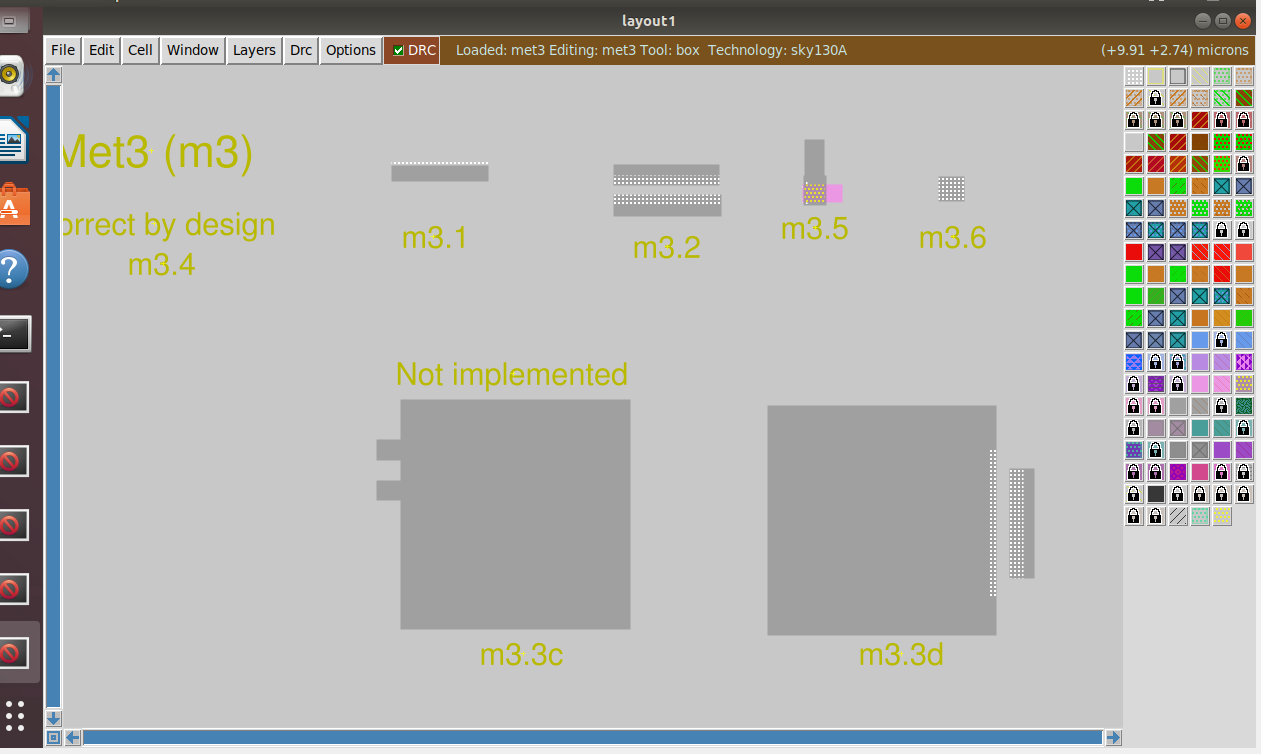 layout1
File Edit Cell Window Layers Drc Options DRC Loaded: met3 Editing: met3 Tool: box Technology: sky130A (+9.91 +2.74) microns
Met3 (m3)
orrect by design
m3.4
m3.1
m3.2
m3.5
m3.6
Not implemented
m3.3c
m3.3d